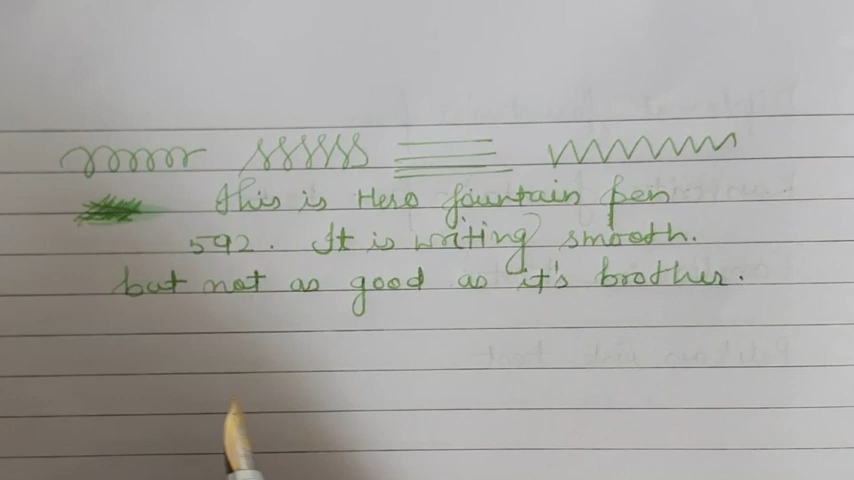 This is Hero fountain pen
592. It is writing smooth.
but not as good as it's brother.